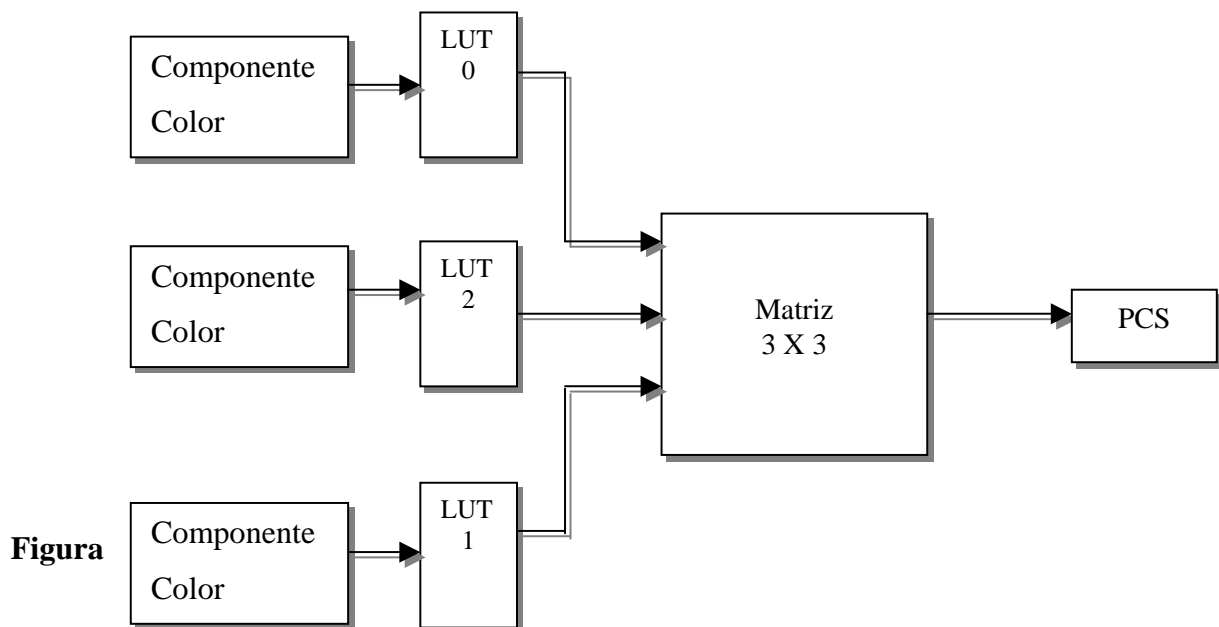 Componente
Color
LUT
0
Componente
Color
LUT
2
Matriz
3 X 3
PCS
Figura
Componente
Color
LUT
1